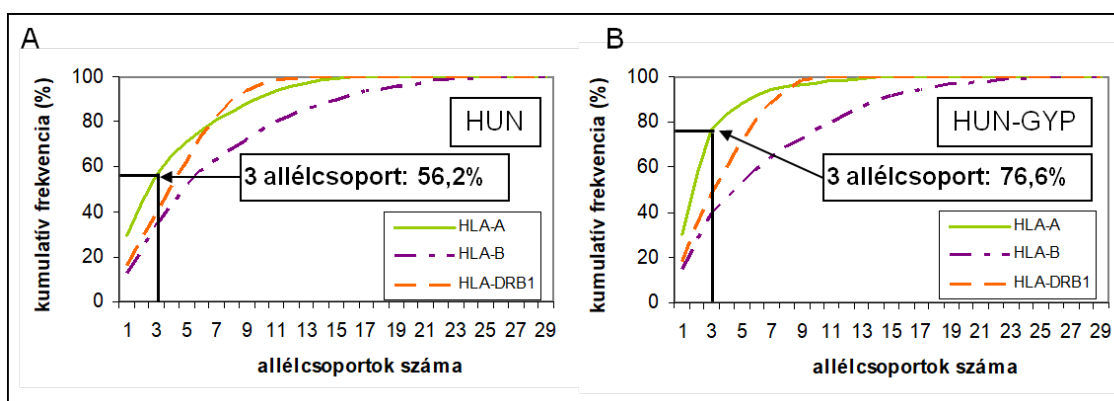 A
kumulatív frekvencia (%)
100
80
60
40
20
0
HUN
3 allélcsoport: 56,2%
HLA-A
HLA-B
HLA-DRB1
1 3 5 7 9 11 13 15 17 19 21 23 25 27 29
allélcsoportok száma
B
kumulatív frekvencia (%)
100
80
60
40
20
0
HUN-GYP
3 allélcsoport: 76,6%
HLA-A
HLA-B
HLA-DRB1
1 3 5 7 9 11 13 15 17 19 21 23 25 27 29
allélcsoportok száma